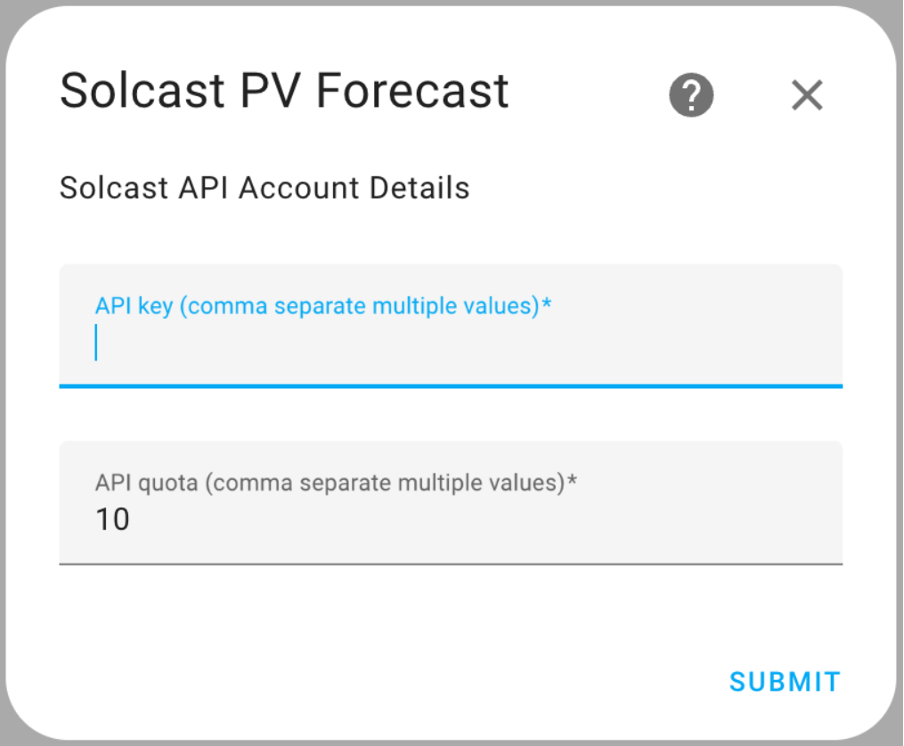 Solcast PV Forecast
Solcast API Account Details
API key (comma separate multiple values)*
API quota (comma separate multiple values)*
10
SUBMIT